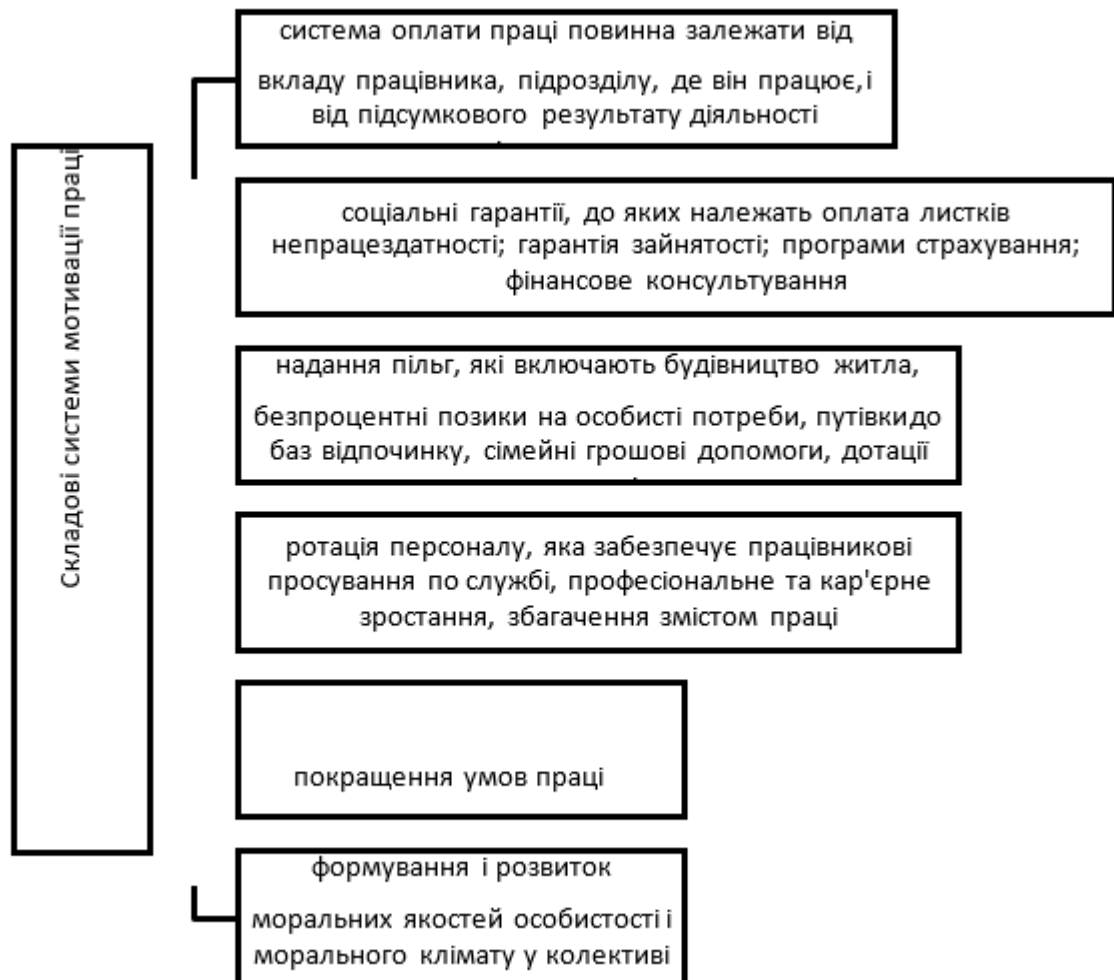 Складові системи мотивації праці
система оплати праці повинна залежати від
вкладу працівника, підрозділу, де він працює, і
від підсумкового результату діяльності
соціальні гарантії, до яких належать оплата листків
непрацездатності; гарантія зайнятості; програми страхування;
фінансове консультування
надання пільг, які включають будівництво житла,
безпроцентні позики на особисті потреби, путівки до
баз відпочинку, сімейні грошові допомоги, дотації
ротація персоналу, яка забезпечує працівникові
просування по службі, професіональне та кар'єрне
зростання, збагачення змістом праці
покращення умов праці
формування і розвиток
моральних якостей особистості і
морального клімату у колективі